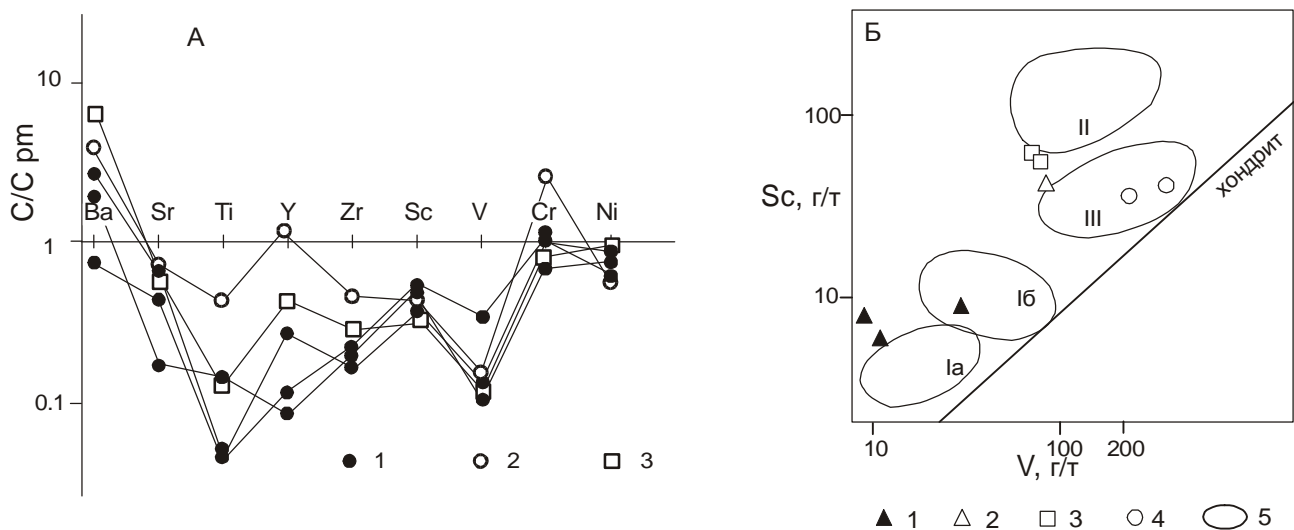 А
10
C/C pm
Ba Sr Ti Y Zr Sc V Cr Ni
1
0.1
1 2 3
Б
100
II
хондрит
Sc, г/т
III
10
Iб
Iа
10 100 200
V, г/т
1 2 3 4 5